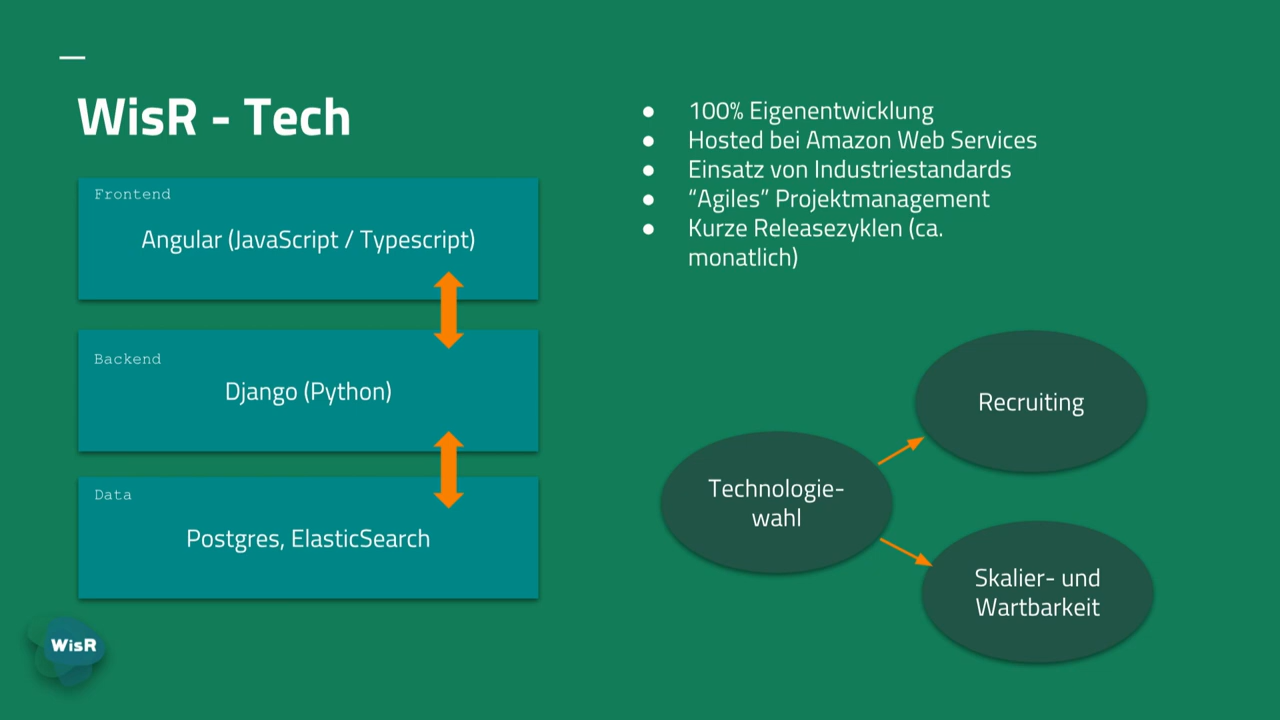 WisR - Tech
Frontend
Angular (JavaScript / Typescript)
Backend
Django (Python)
Data
Postgres, ElasticSearch
● 100% Eigenentwicklung
● Hosted bei Amazon Web Services
● Einsatz von Industriestandards
● “Agiles” Projektmanagement
● Kurze Releasezyklen (ca.
monatlich)
Technologie-
wahl
Recruiting
Skalier- und
Wartbarkeit
WisR